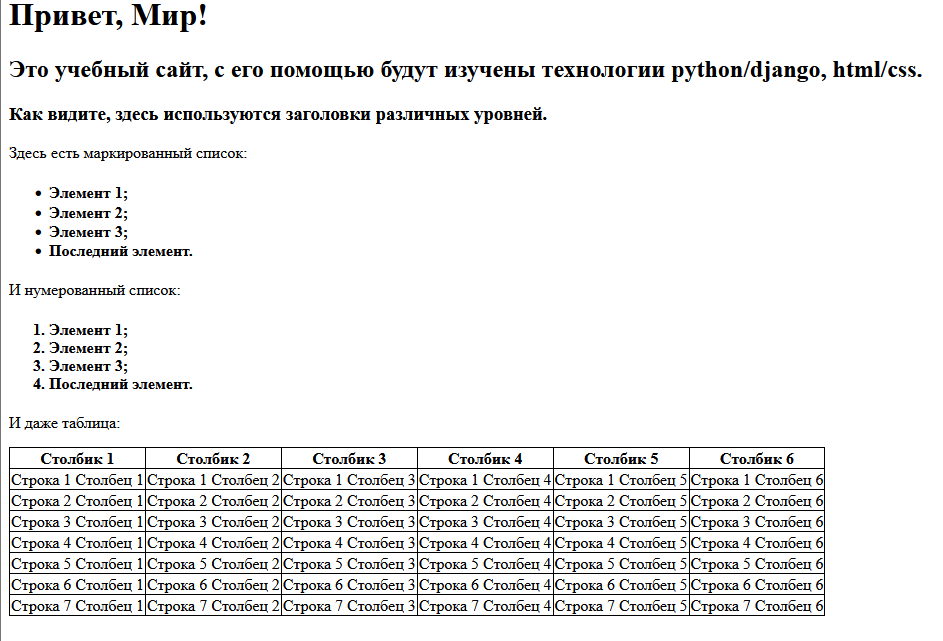 Привет, Мир!
Это учебный сайт, с его помощью будут изучены технологии python/django, html/css.
Как видите, здесь используются заголовки различных уровней.
Здесь есть маркированный список:
• Элемент 1;
• Элемент 2;
• Элемент 3;
• Последний элемент.
И нумерованный список:
1. Элемент 1;
2. Элемент 2;
3. Элемент 3;
4. Последний элемент.
И даже таблица:
Столбик 1 Столбик 2 Столбик 3 Столбик 4 Столбик 5 Столбик 6
Строка 1 Столбец 1 Строка 1 Столбец 2 Строка 1 Столбец 3 Строка 1 Столбец 4 Строка 1 Столбец 5 Строка 1 Столбец 6
Строка 2 Столбец 1 Строка 2 Столбец 2 Строка 2 Столбец 3 Строка 2 Столбец 4 Строка 2 Столбец 5 Строка 2 Столбец 6
Строка 3 Столбец 1 Строка 3 Столбец 2 Строка 3 Столбец 3 Строка 3 Столбец 4 Строка 3 Столбец 5 Строка 3 Столбец 6
Строка 4 Столбец 1 Строка 4 Столбец 2 Строка 4 Столбец 3 Строка 4 Столбец 4 Строка 4 Столбец 5 Строка 4 Столбец 6
Строка 5 Столбец 1 Строка 5 Столбец 2 Строка 5 Столбец 3 Строка 5 Столбец 4 Строка 5 Столбец 5 Строка 5 Столбец 6
Строка 6 Столбец 1 Строка 6 Столбец 2 Строка 6 Столбец 3 Строка 6 Столбец 4 Строка 6 Столбец 5 Строка 6 Столбец 6
Строка 7 Столбец 1 Строка 7 Столбец 2 Строка 7 Столбец 3 Строка 7 Столбец 4 Строка 7 Столбец 5 Строка 7 Столбец 6